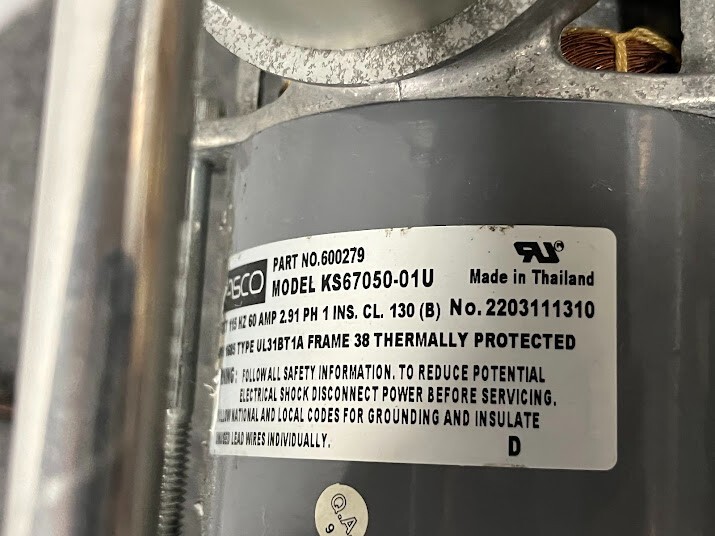 PART NO.600279
MODEL KS67050-01U
Made in Thailand
115 HZ 60 AMP 2.91 PH 1 INS. CL. 130 (B) No. 2203111310
TYPE UL31BT1A FRAME 38 THERMALLY PROTECTED
FOLLOW ALL SAFETY INFORMATION. TO REDUCE POTENTIAL
ELECTRICAL SHOCK DISCONNECT POWER BEFORE SERVICING.
NATIONAL AND LOCAL CODES FOR GROUNDING AND INSULATE
LEAD WIRES INDIVIDUALLY.
D
Q.A
9